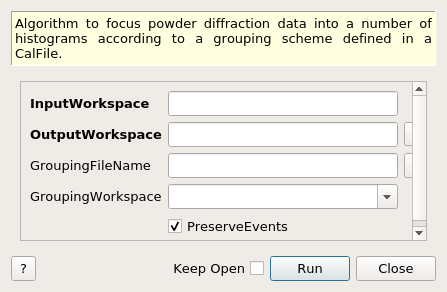 Algorithm to focus powder diffraction data into a number of
histograms according to a grouping scheme defined in a
CalFile.
InputWorkspace
OutputWorkspace
GroupingFileName
GroupingWorkspace
PreserveEvents
? Keep Open Run Close